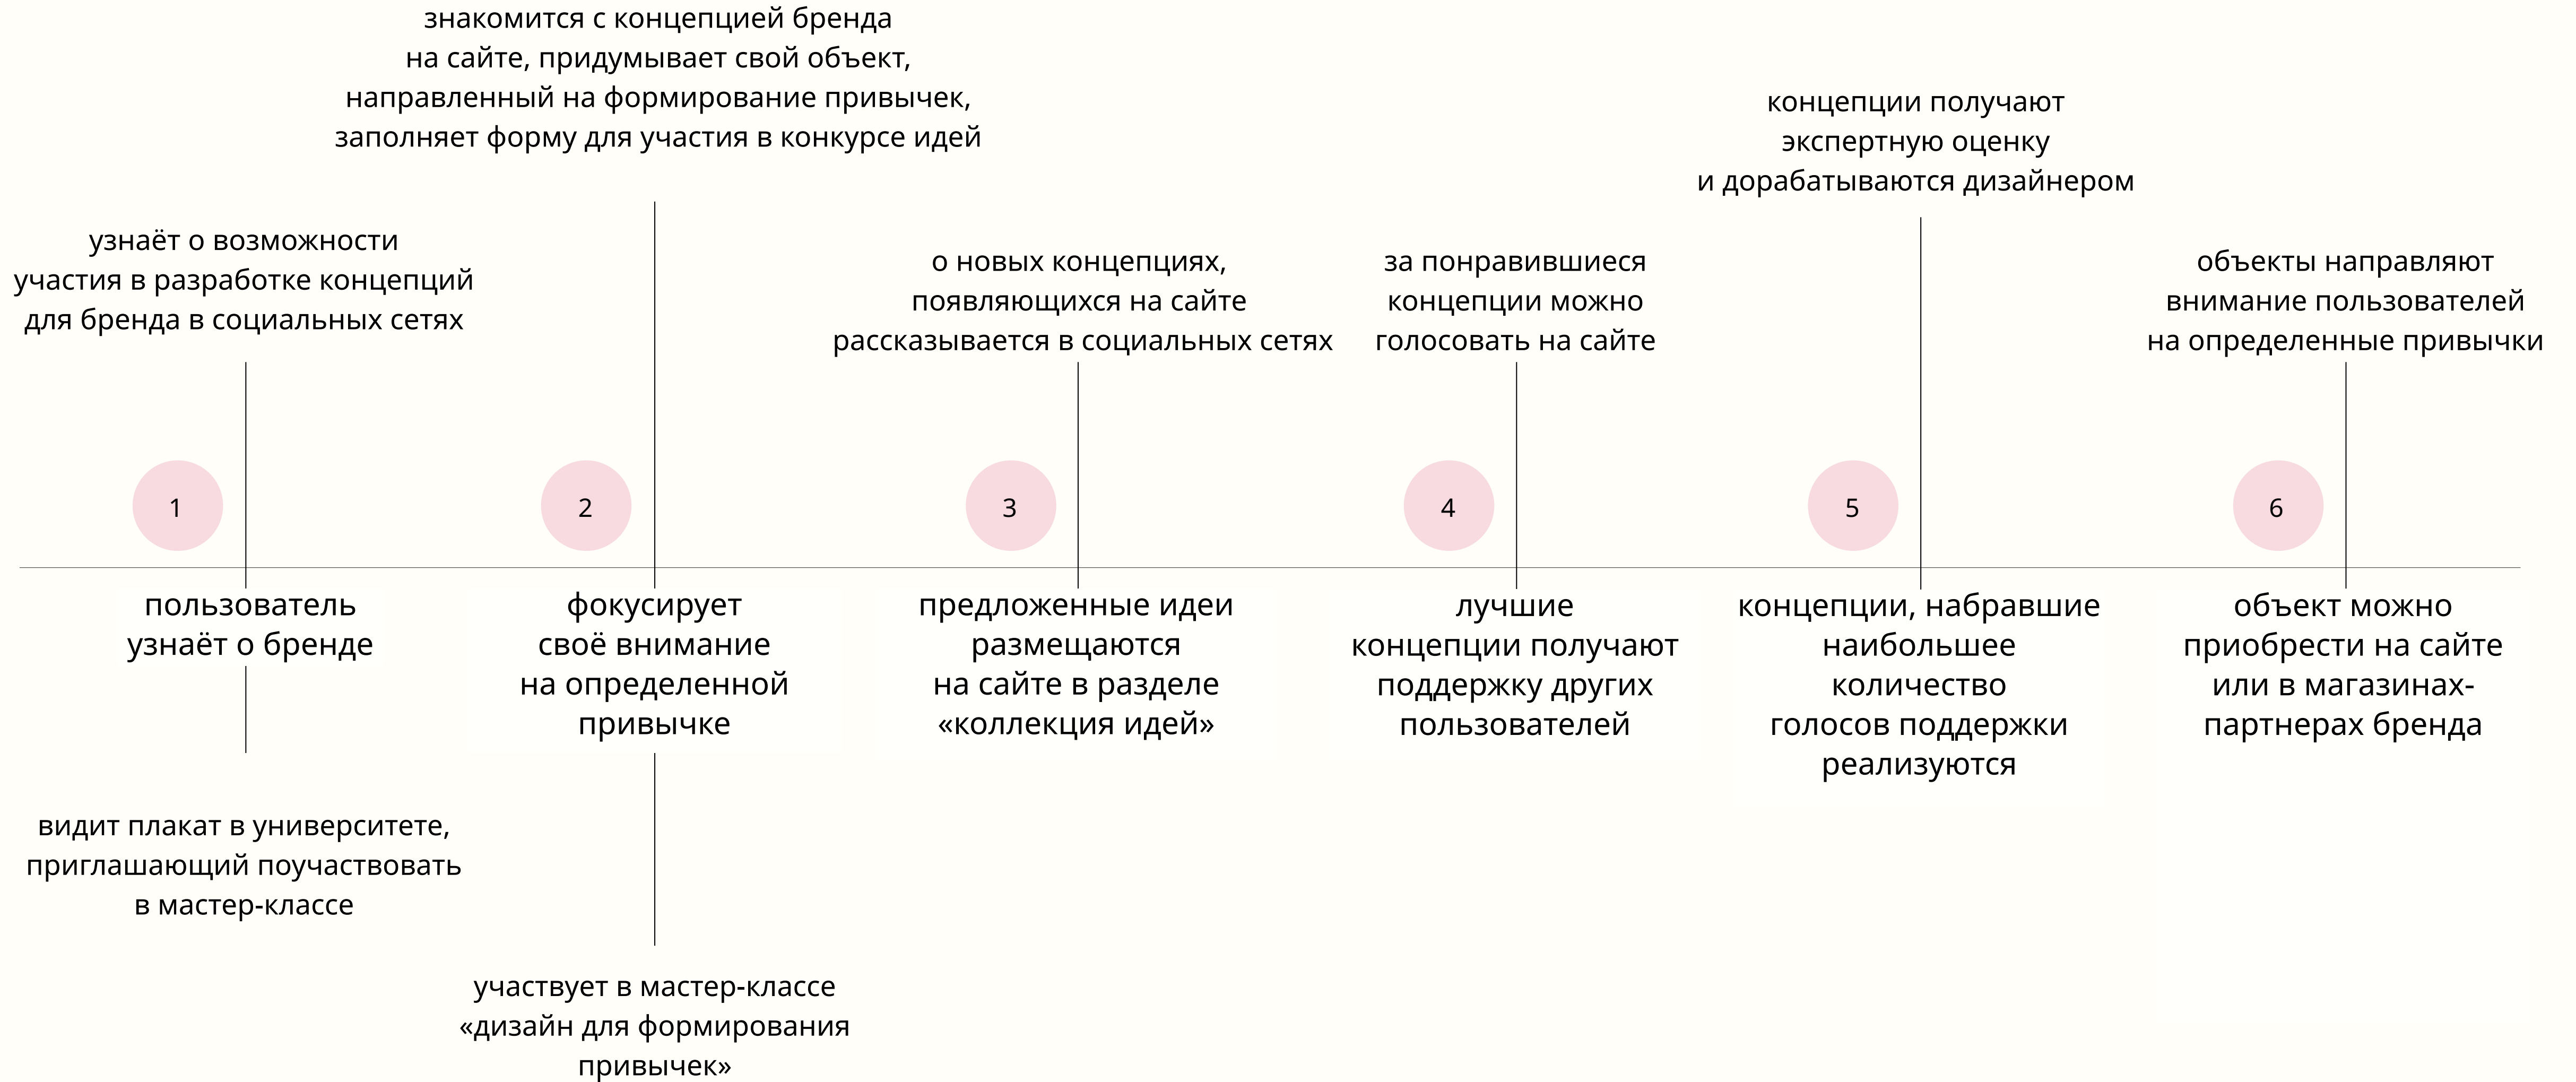 знакомится с концепцией бренда
на сайте, придумывает свой объект,
направленный на формирование привычек,
заполняет форму для участия в конкурсе идей
концепции получают
экспертную оценку
и дорабатываются дизайнером
узнаёт о возможности
участия в разработке концепций
для бренда в социальных сетях
о новых концепциях,
появляющихся на сайте
рассказывается в социальных сетях
за понравившиеся
концепции можно
голосовать на сайте
объекты направляют
внимание пользователей
на определенные привычки
1
2
3
4
5
6
пользователь
узнаёт о бренде
фокусирует
своё внимание
на определенной
привычке
предложенные идеи
размещаются
на сайте в разделе
«коллекция идей»
лучшие
концепции получают
поддержку других
пользователей
концепции, набравшие
наибольшее
количество
голосов поддержки
реализуются
объект можно
приобрести на сайте
или в магазинах-
партнерах бренда
видит плакат в университете,
приглашающий поучаствовать
в мастер-классе
участвует в мастер-классе
«дизайн для формирования
привычек»